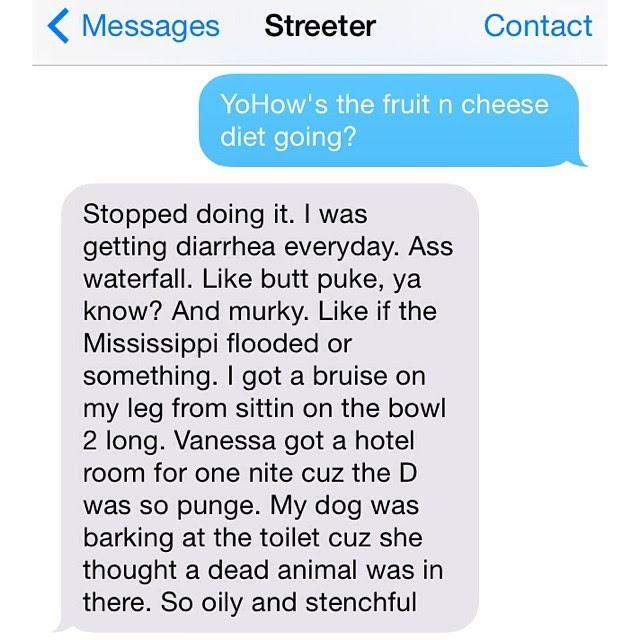 Messages Streeter Contact
YoHow's the fruit n cheese
diet going?
Stopped doing it. I was
getting diarrhea everyday. Ass
waterfall. Like butt puke, ya
know? And murky. Like if the
Mississippi flooded or
something. I got a bruise on
my leg from sittin on the bowl
2 long. Vanessa got a hotel
room for one nite cuz the D
was so punge. My dog was
barking at the toilet cuz she
thought a dead animal was in
there. So oily and stenchful